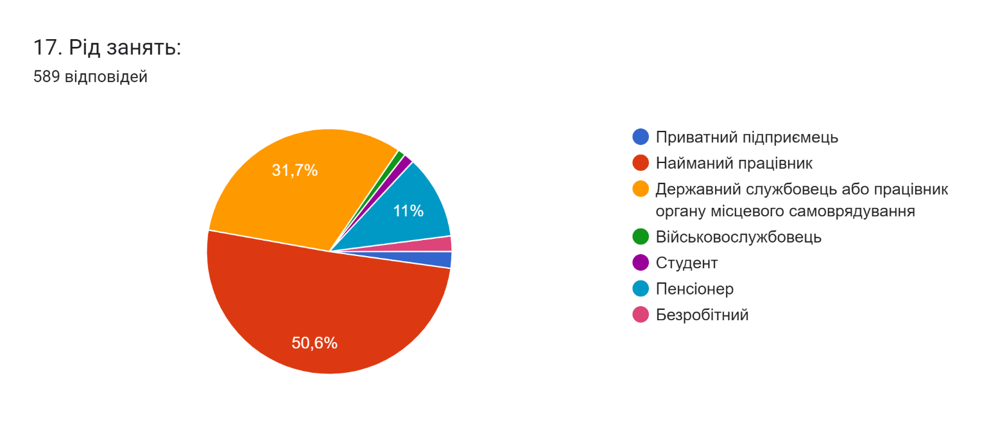 17. Рід занять:
589 відповідей
31,7%
11%
50,6%
Приватний підприємець
Найманий працівник
Державний службовець або працівник
органу місцевого самоврядування
Військовослужбовець
Студент
Пенсіонер
Безробітний